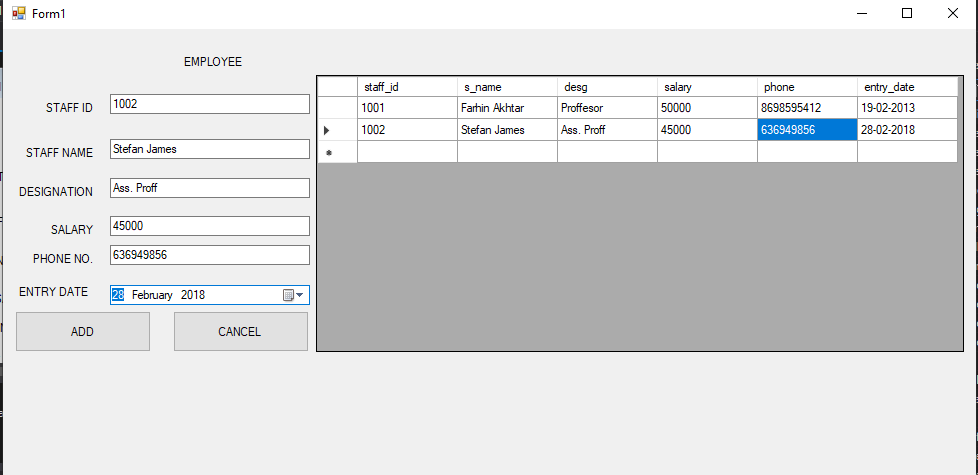 Form1
EMPLOYEE
STAFF ID 1002
STAFF NAME Stefan James
DESIGNATION Ass. Proff
SALARY 45000
PHONE NO. 636949856
ENTRY DATE 28 February 2018
ADD CANCEL
staff_id s_name desg salary phone entry_date
1001 Farhin Akhtar Proffesor 50000 8698595412 19-02-2013
1002 Stefan James Ass. Proff 45000 636949856 28-02-2018